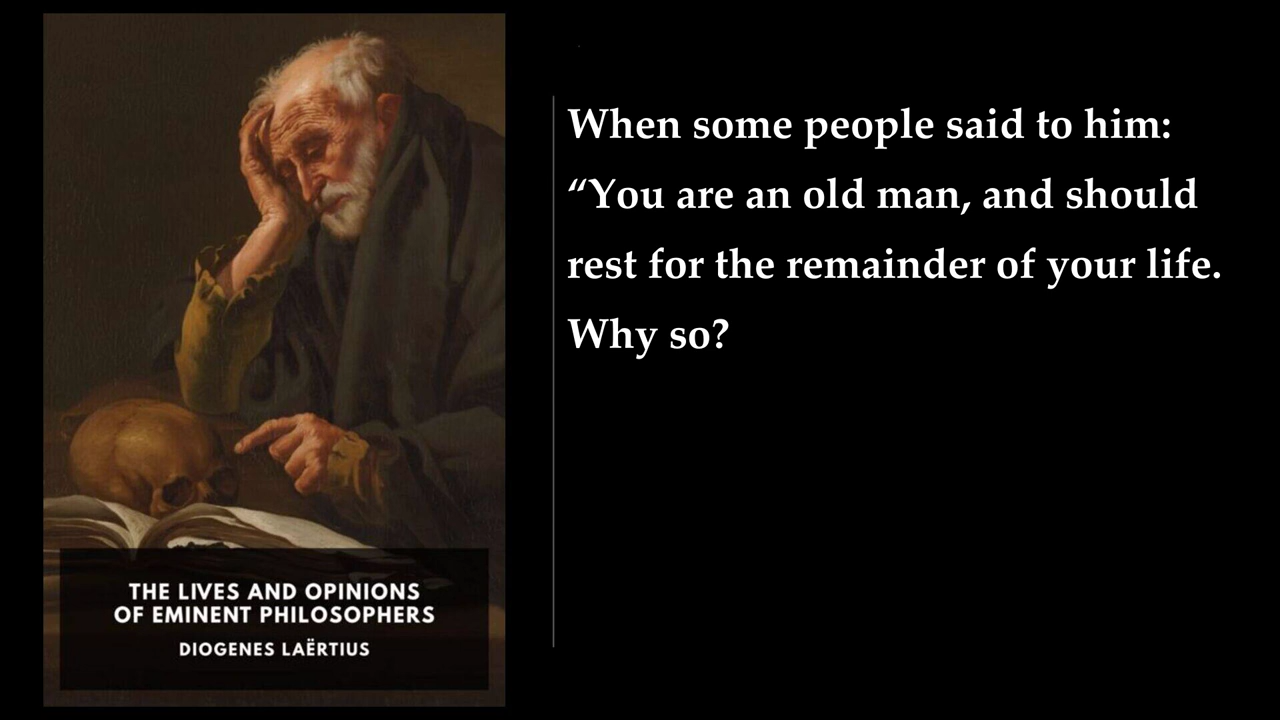 When some people said to him:
“You are an old man, and should
rest for the remainder of your life.
Why so?
THE LIVES AND OPINIONS
OF EMINENT PHILOSOPHERS
DIOGENES LAËRTIUS